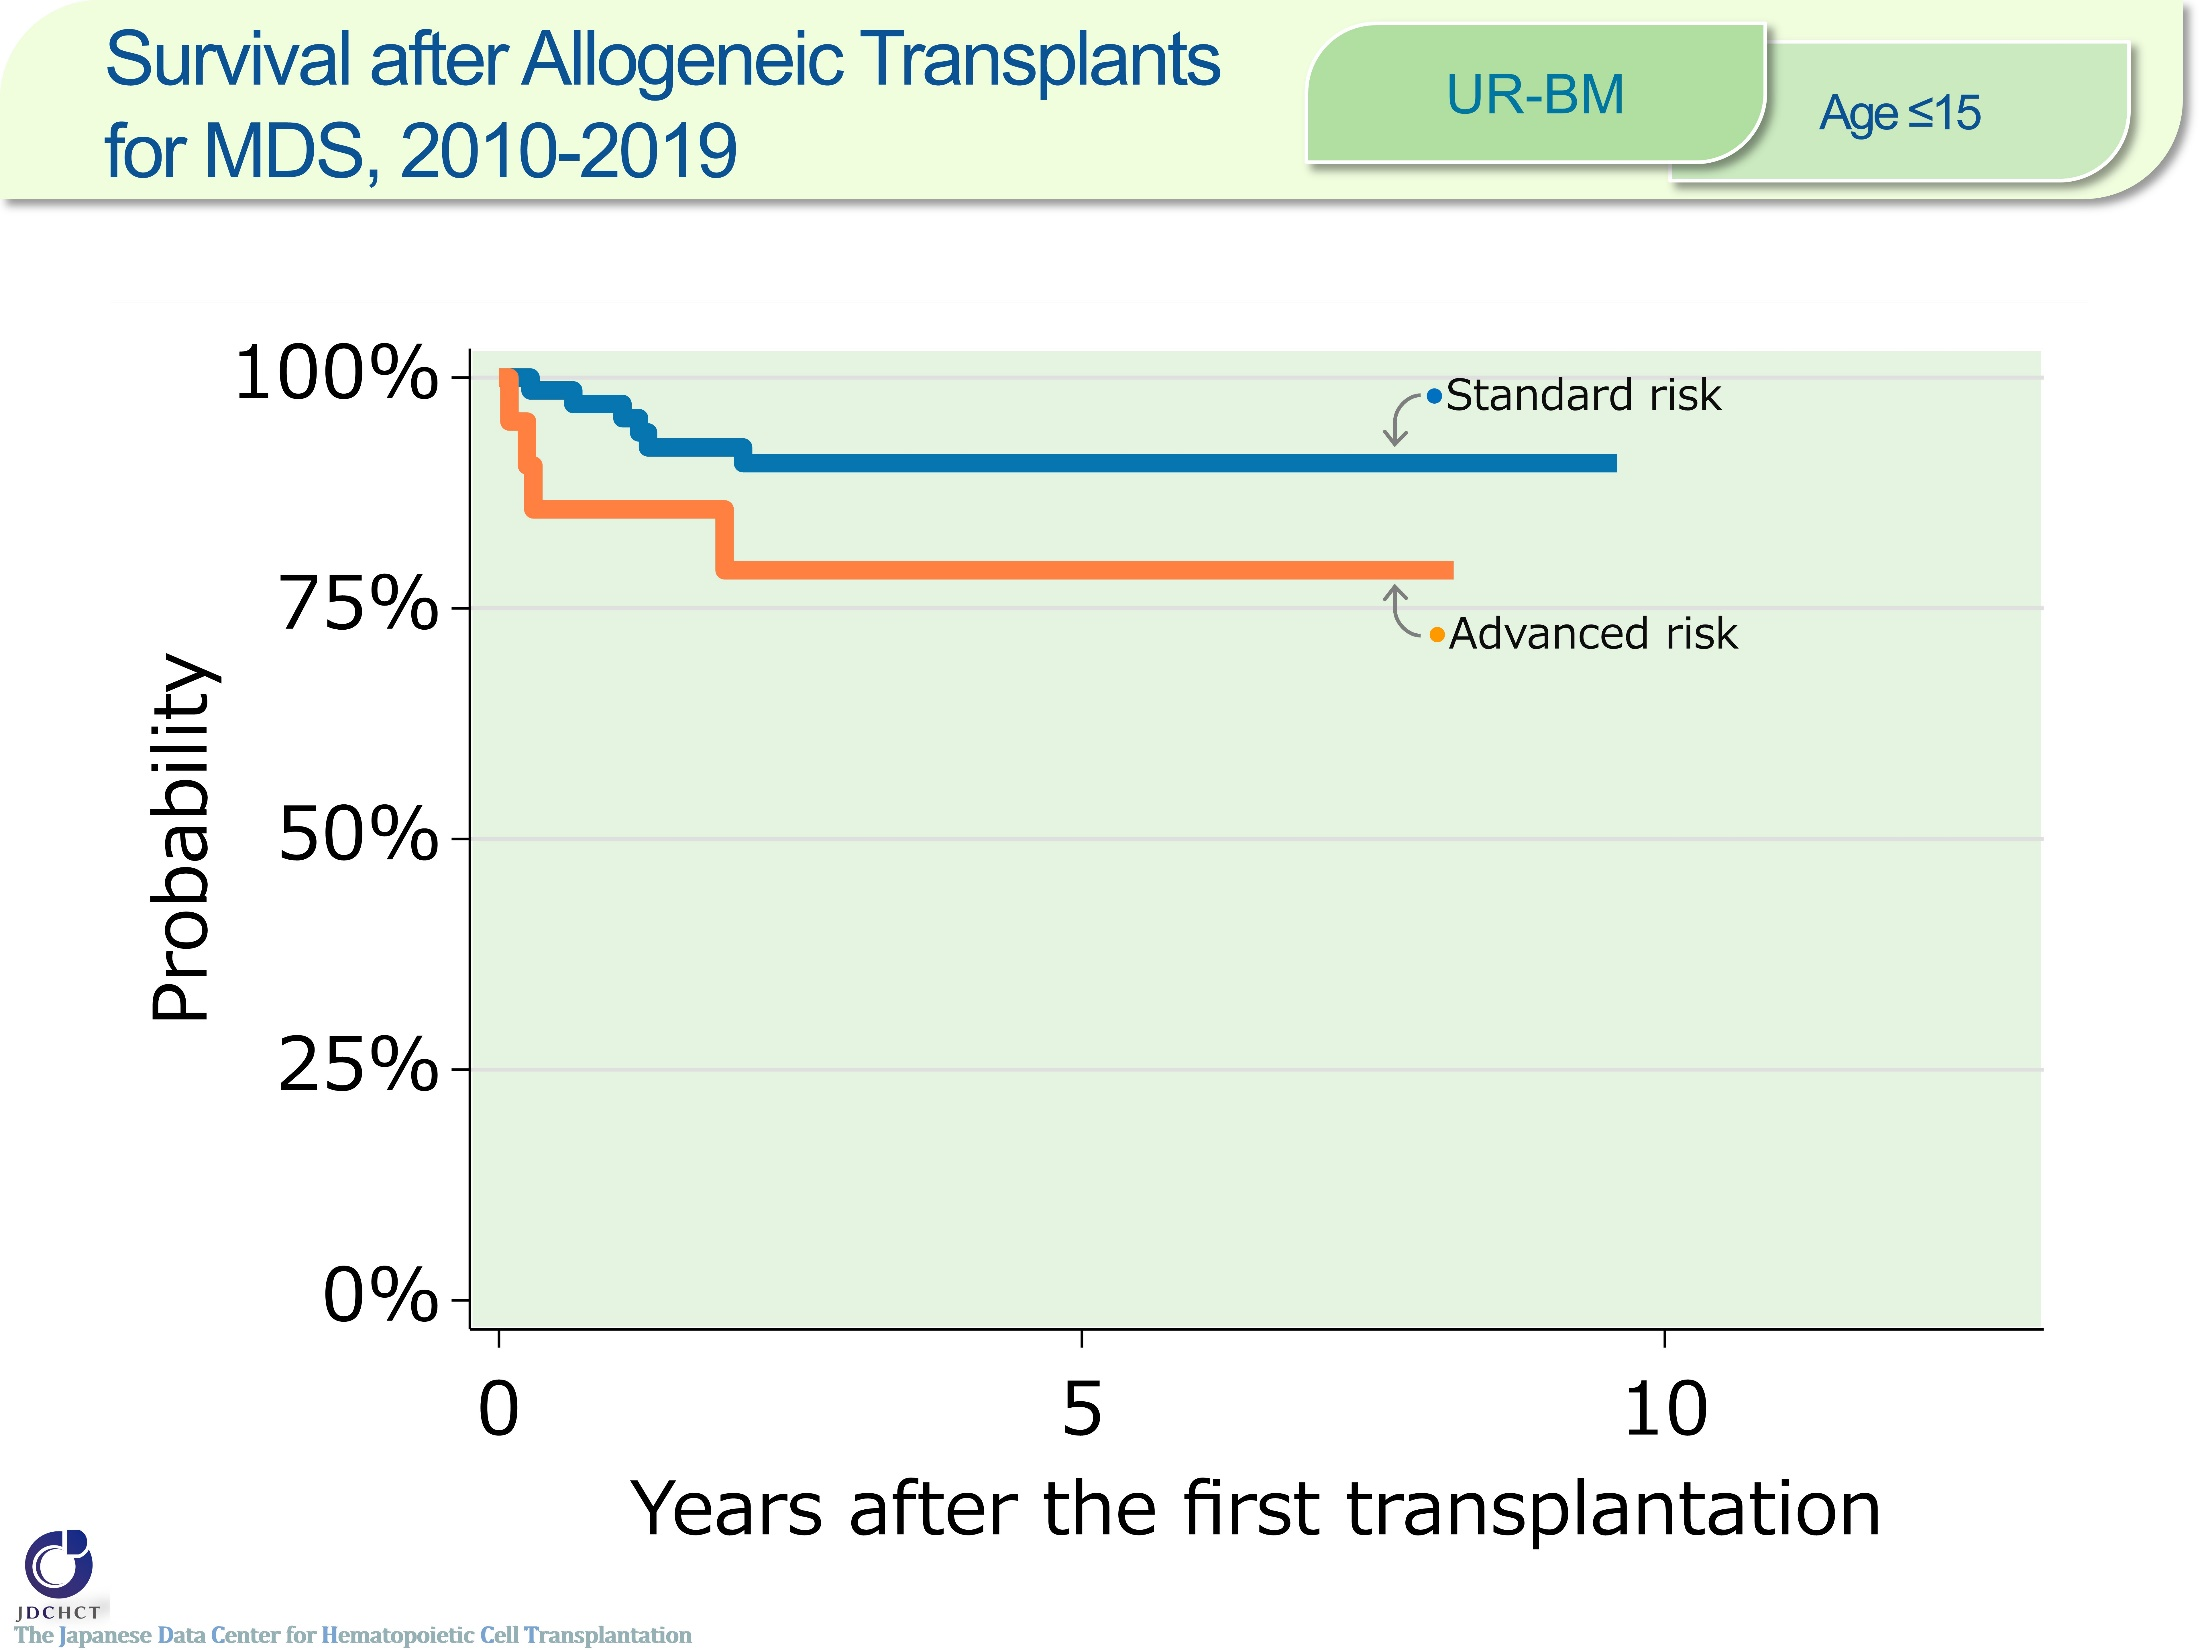 Survival after Allogeneic Transplants
for MDS, 2010-2019
UR-BM
Age ≤15
100%
75%
50%
25%
0%
Probability
Standard risk
Advanced risk
0
5
10
Years after the first transplantation
JDCHCT
The Japanese Data Center for Hematopoietic Cell Transplantation